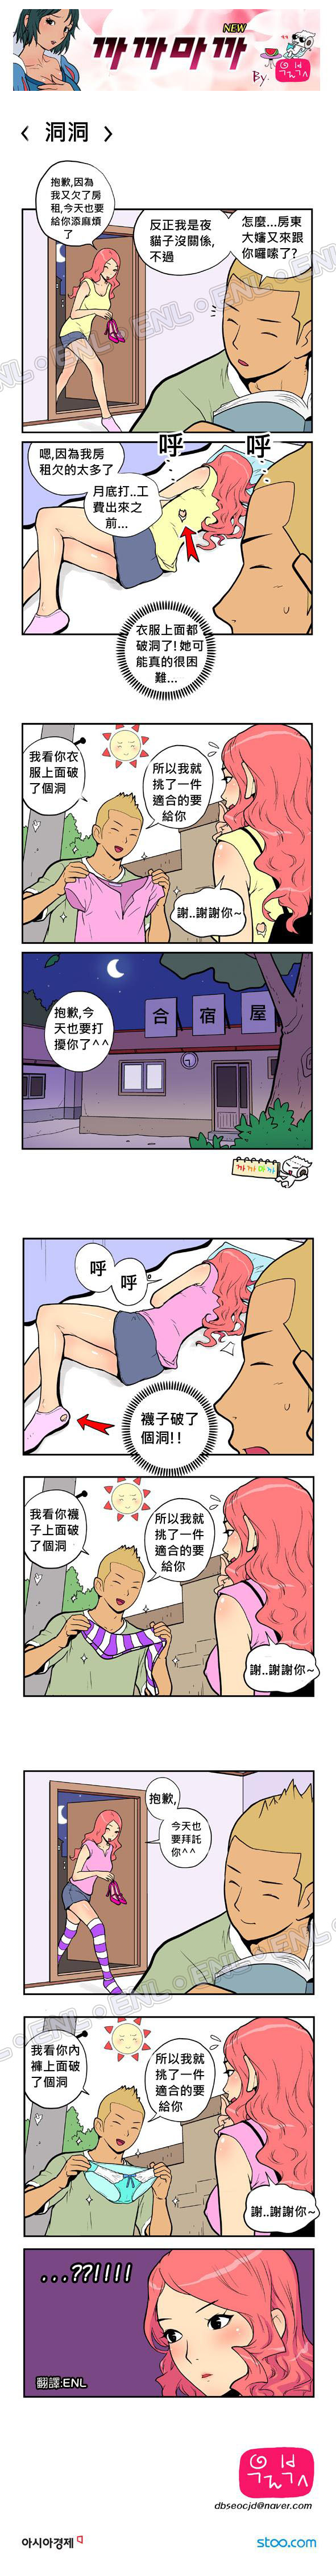 NEW
까까마까
By.
< 洞洞 >
抱歉,因為
我又欠了房
租,今天也要
給你添麻煩
了
反正我是夜
貓子沒關係,
不過
怎麼...房東
大嬸又來跟
你囉嗦了?
ENL ENL ENL
嗯,因為我房
租欠的太多了
月底打..工
費出來之
前...
呼
呼
衣服上面都
破洞了!她可
能真的很困
難...
我看你衣
服上面破
了個洞
所以我就
挑了一件
適合的要
給你
謝..謝謝你~
抱歉,今
天也要打
擾你了^^
合 宿 屋
까까마까
呼
呼
襪子破了
個洞!!
我看你襪
子上面破
了個洞
所以我就
挑了一件
適合的要
給你
謝..謝謝你~
抱歉,
今天也
要拜託
你^^
ENL ENL ENL
我看你內
褲上面破
了個洞
所以我就
挑了一件
適合的要
給你
謝..謝謝你~
...??!!!!
翻譯:ENL
dbseocjd@naver.com
아시아경제
stoo.com